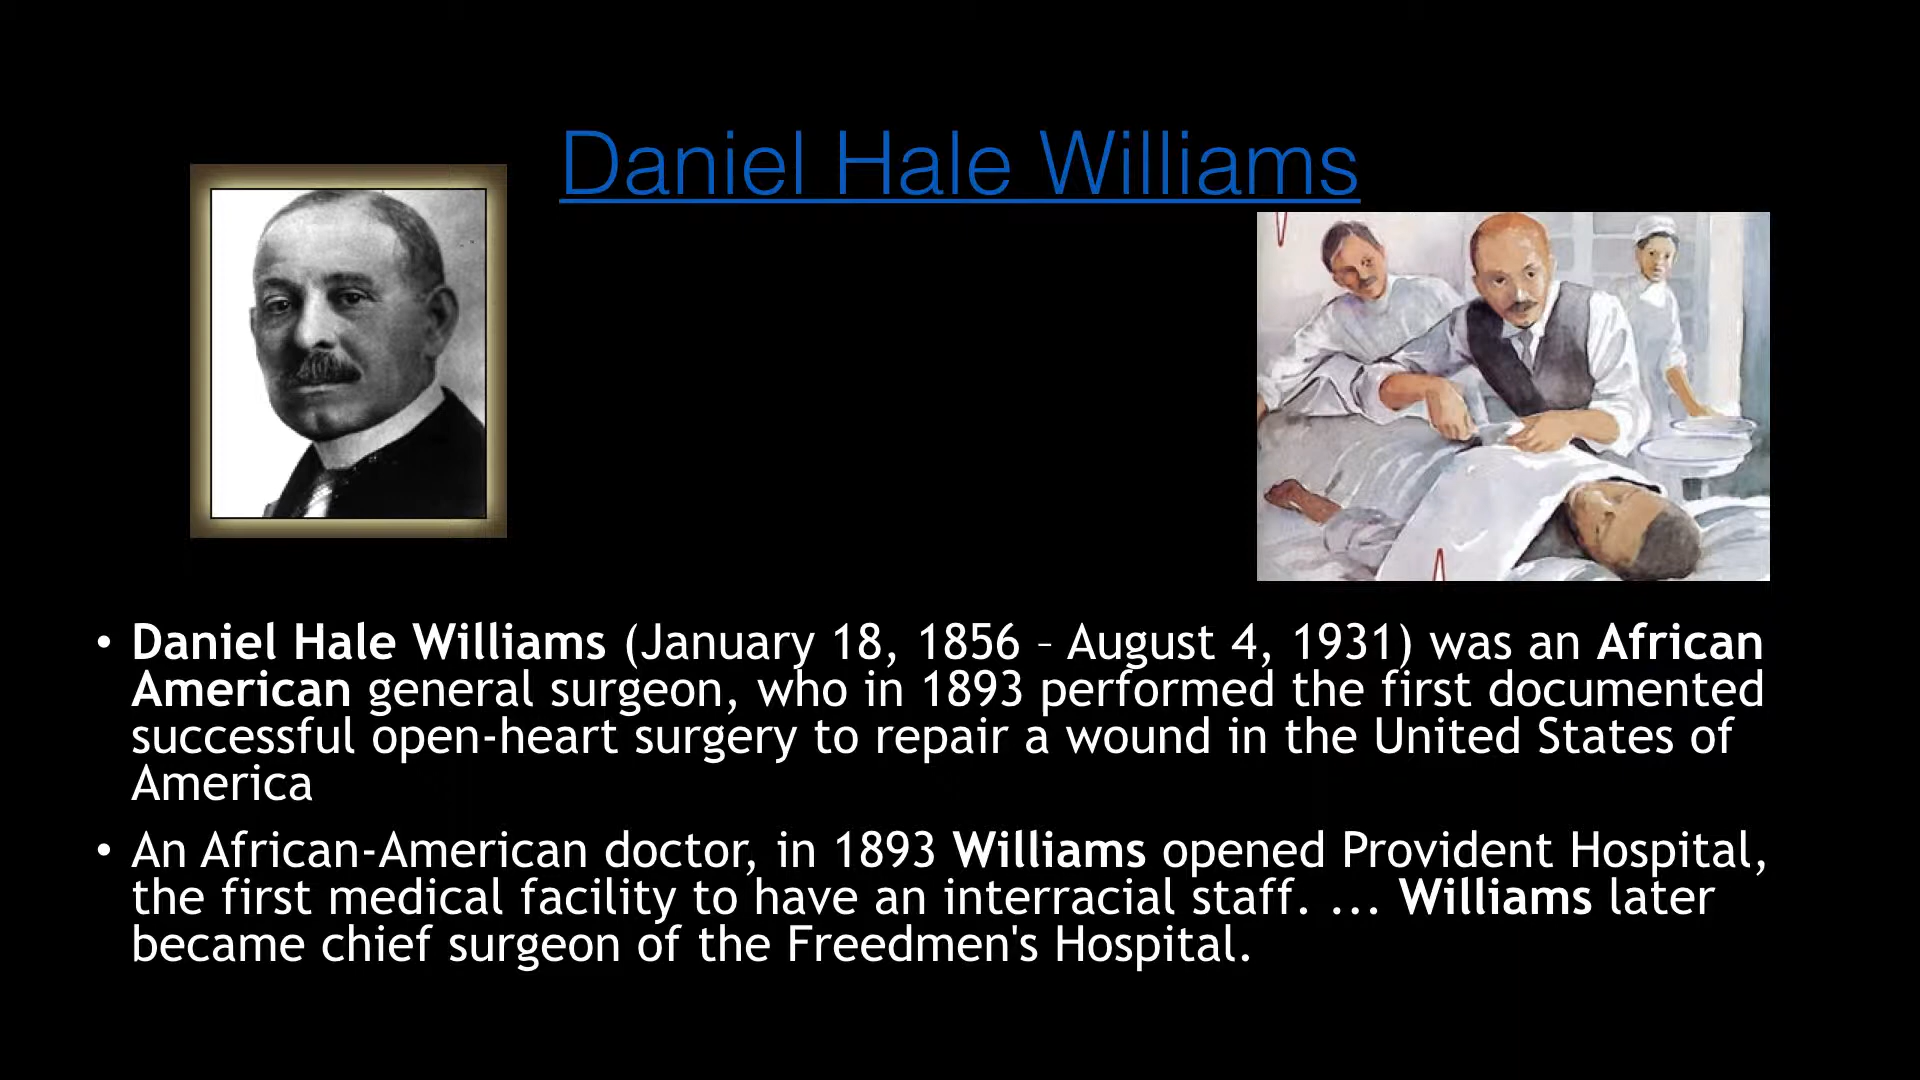 Daniel Hale Williams
• Daniel Hale Williams (January 18, 1856 – August 4, 1931) was an African
American general surgeon, who in 1893 performed the first documented
successful open-heart surgery to repair a wound in the United States of
America
• An African-American doctor, in 1893 Williams opened Provident Hospital,
the first medical facility to have an interracial staff. ... Williams later
became chief surgeon of the Freedmen's Hospital.